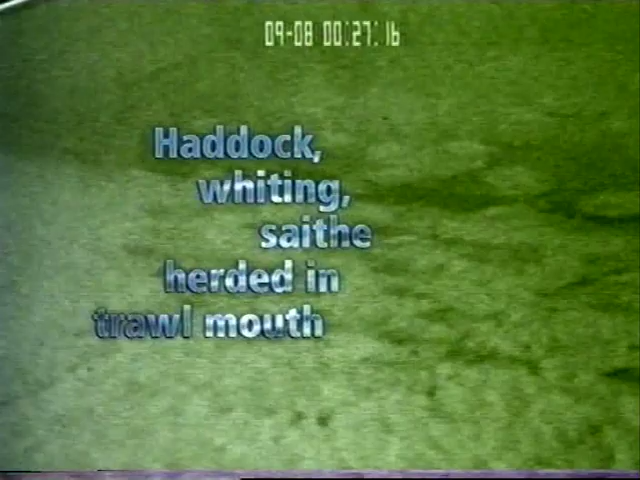 09-08 00:27:16
Haddock,
whiting,
saithe
herded in
trawl mouth